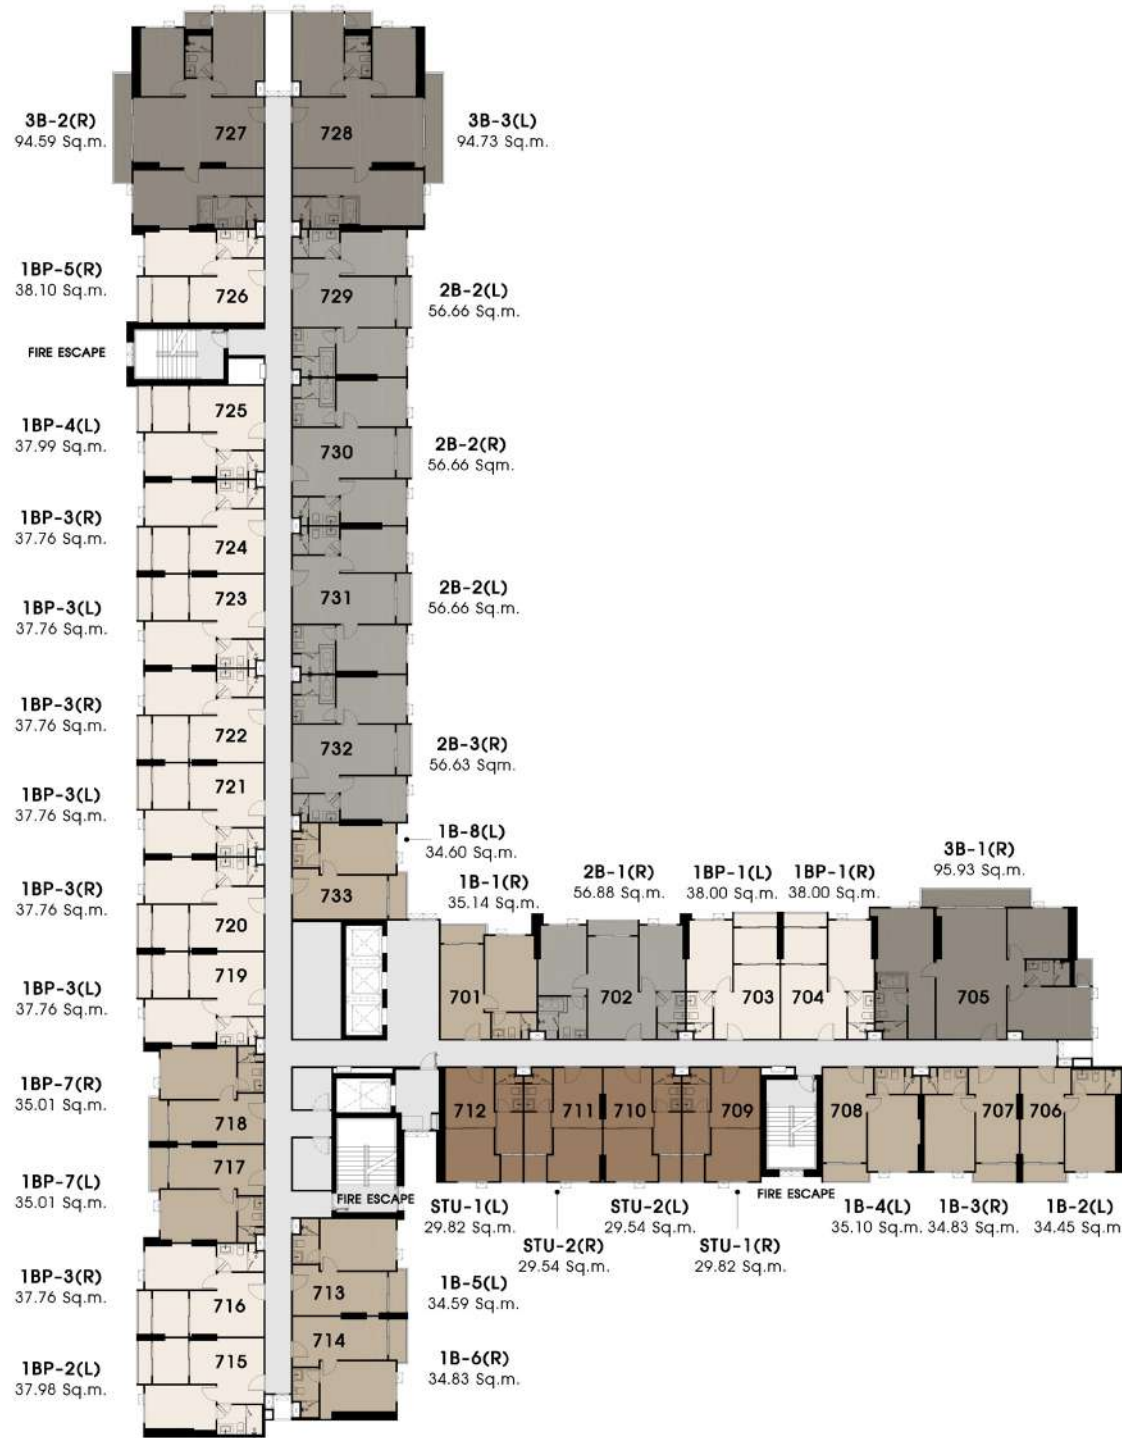 3B-2(R)
94.59 Sq.m.
727
728
3B-3(L)
94.73 Sq.m.
1BP-5(R)
38.10 Sq.m.
726
729
2B-2(L)
56.66 Sq.m.
FIRE ESCAPE
1BP-4(L)
37.99 Sq.m.
725
730
2B-2(R)
56.66 Sqm.
1BP-3(R)
37.76 Sq.m.
724
1BP-3(L)
37.76 Sq.m.
723
731
2B-2(L)
56.66 Sq.m.
1BP-3(R)
37.76 Sq.m.
722
732
2B-3(R)
56.63 Sqm.
1BP-3(L)
37.76 Sq.m.
721
1B-8(L)
34.60 Sq.m.
1BP-3(R)
37.76 Sq.m.
720
733
1B-1(R)
35.14 Sq.m.
2B-1(R)
56.88 Sq.m.
1BP-1(L)
38.00 Sq.m.
1BP-1(R)
38.00 Sq.m.
3B-1(R)
95.93 Sq.m.
1BP-3(L)
37.76 Sq.m.
719
701
702
703
704
705
1BP-7(R)
35.01 Sq.m.
718
712
711
710
709
708
707
706
1BP-7(L)
35.01 Sq.m.
717
FIRE ESCAPE
FIRE ESCAPE
STU-1(L)
29.82 Sq.m.
STU-2(R)
29.54 Sq.m.
STU-2(L)
29.54 Sq.m.
STU-1(R)
29.82 Sq.m.
1B-4(L)
35.10 Sq.m.
1B-3(R)
34.83 Sq.m.
1B-2(L)
34.45 Sq.m.
1BP-3(R)
37.76 Sq.m.
716
713
1B-5(L)
34.59 Sq.m.
1BP-2(L)
37.98 Sq.m.
715
714
1B-6(R)
34.83 Sq.m.